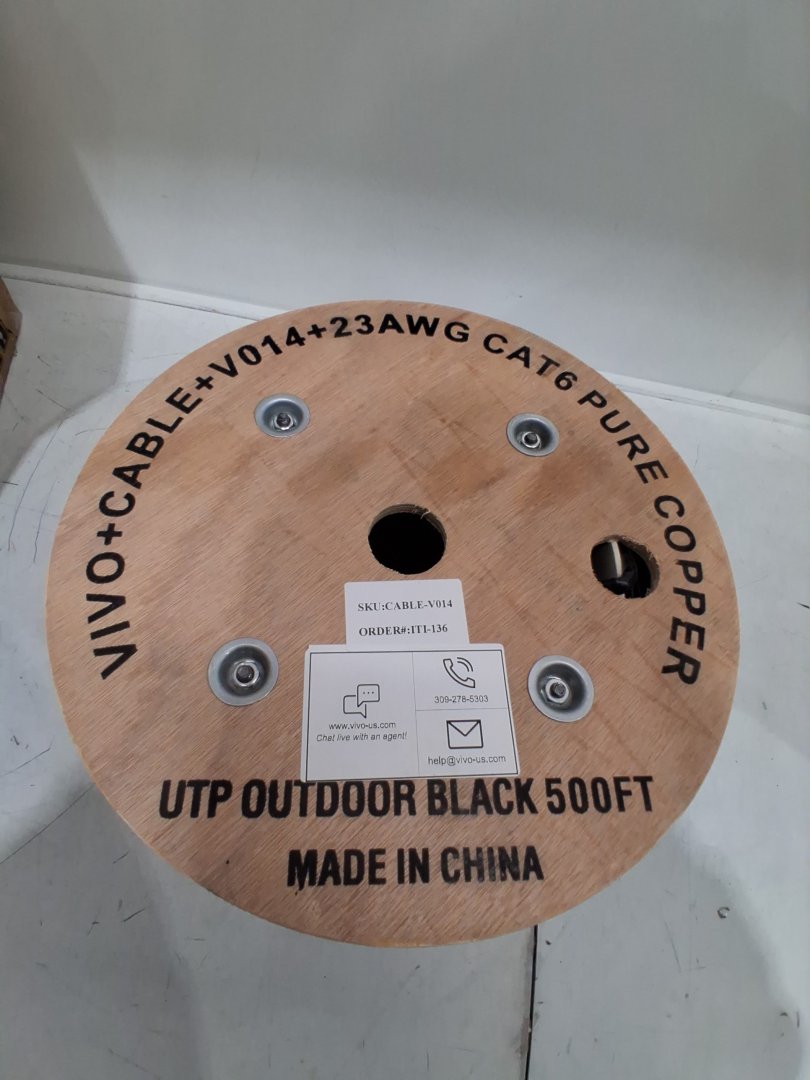 VIVO+CABLE+V014+23AWG CAT6 PURE COPPER
SKU:CABLE-V014
ORDER#:ITI-136
www.vivo-us.com
Chat live with an agent!
309-278-5303
help@vivo-us.com
UTP OUTDOOR BLACK 500FT
MADE IN CHINA